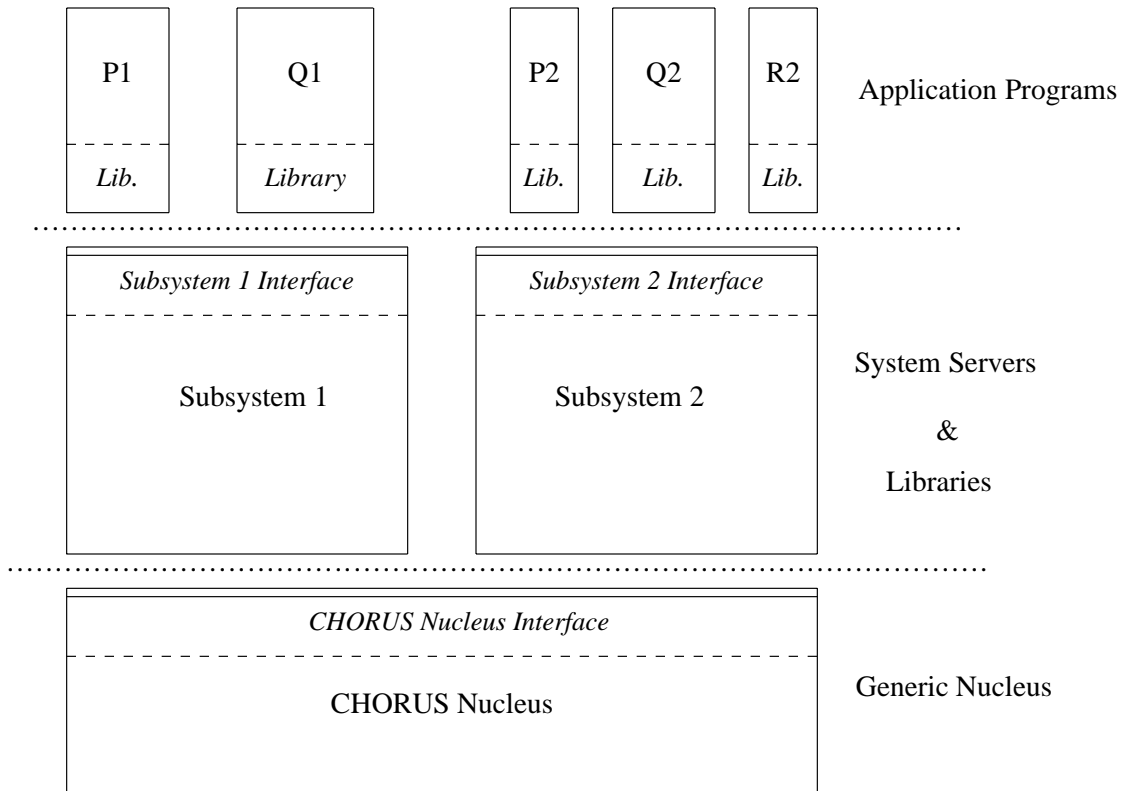 P1
Q1
P2
Q2
R2
Application Programs
Lib.
Library
Lib.
Lib.
Lib.
Subsystem 1 Interface
Subsystem 2 Interface
Subsystem 1
Subsystem 2
System Servers
&
Libraries
CHORUS Nucleus Interface
CHORUS Nucleus
Generic Nucleus